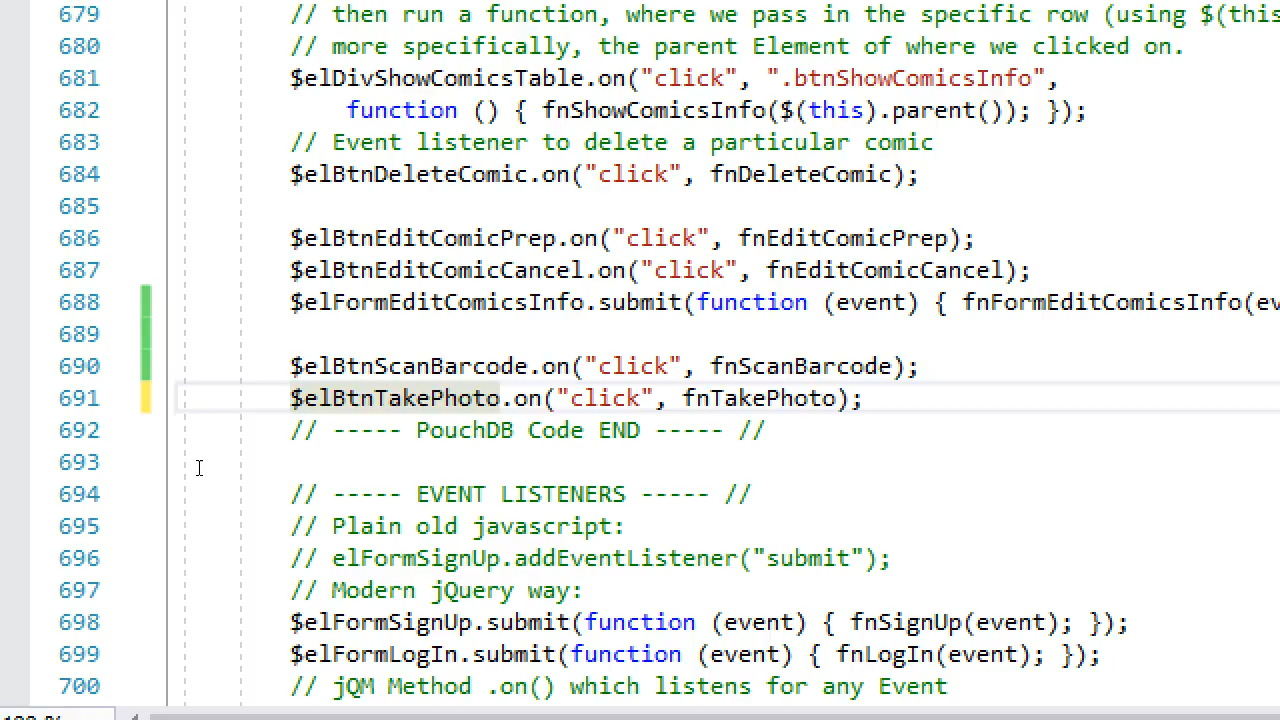 679 // then run a function, where we pass in the specific row (using $(this
680 // more specifically, the parent Element of where we clicked on.
681 $elDivShowComicsTable.on("click", ".btnShowComicsInfo",
682 function () { fnShowComicsInfo($(this).parent()); });
683 // Event listener to delete a particular comic
684 $elBtnDeleteComic.on("click", fnDeleteComic);
685
686 $elBtnEditComicPrep.on("click", fnEditComicPrep);
687 $elBtnEditComicCancel.on("click", fnEditComicCancel);
688 $elFormEditComicsInfo.submit(function (event) { fnFormEditComicsInfo(ev
689
690 $elBtnScanBarcode.on("click", fnScanBarcode);
691 $elBtnTakePhoto.on("click", fnTakePhoto);
692 // ----- PouchDB Code END ----- //
693
694 // ----- EVENT LISTENERS ----- //
695 // Plain old javascript:
696 // elFormSignUp.addEventListener("submit");
697 // Modern jQuery way:
698 $elFormSignUp.submit(function (event) { fnSignUp(event); });
699 $elFormLogIn.submit(function (event) { fnLogIn(event); });
700 // jQM Method .on() which listens for any Event